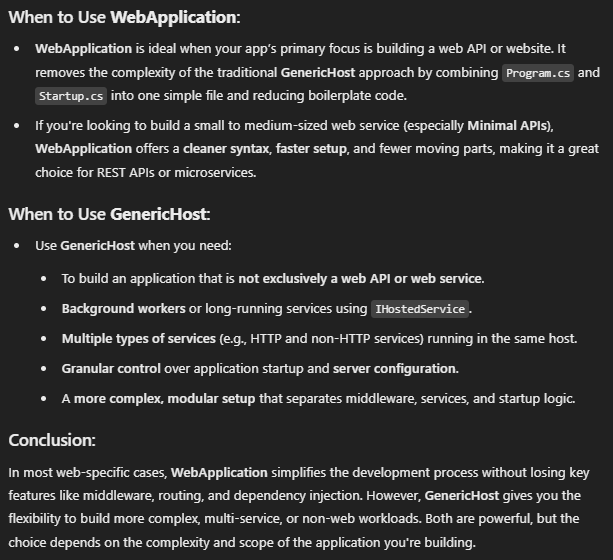 When to Use WebApplication:
WebApplication is ideal when your app's primary focus is building a web API or website. It
removes the complexity of the traditional GenericHost approach by combining Program.cs and
Startup.cs into one simple file and reducing boilerplate code.
If you're looking to build a small to medium-sized web service (especially Minimal APIs),
WebApplication offers a cleaner syntax, faster setup, and fewer moving parts, making it a great
choice for REST APIs or microservices.
When to Use GenericHost:
Use GenericHost when you need:
To build an application that is not exclusively a web API or web service.
Background workers or long-running services using IHostedService.
Multiple types of services (e.g., HTTP and non-HTTP services) running in the same host.
Granular control over application startup and server configuration.
A more complex, modular setup that separates middleware, services, and startup logic.
Conclusion:
In most web-specific cases, WebApplication simplifies the development process without losing key
features like middleware, routing, and dependency injection. However, GenericHost gives you the
flexibility to build more complex, multi-service, or non-web workloads. Both are powerful, but the
choice depends on the complexity and scope of the application you're building.